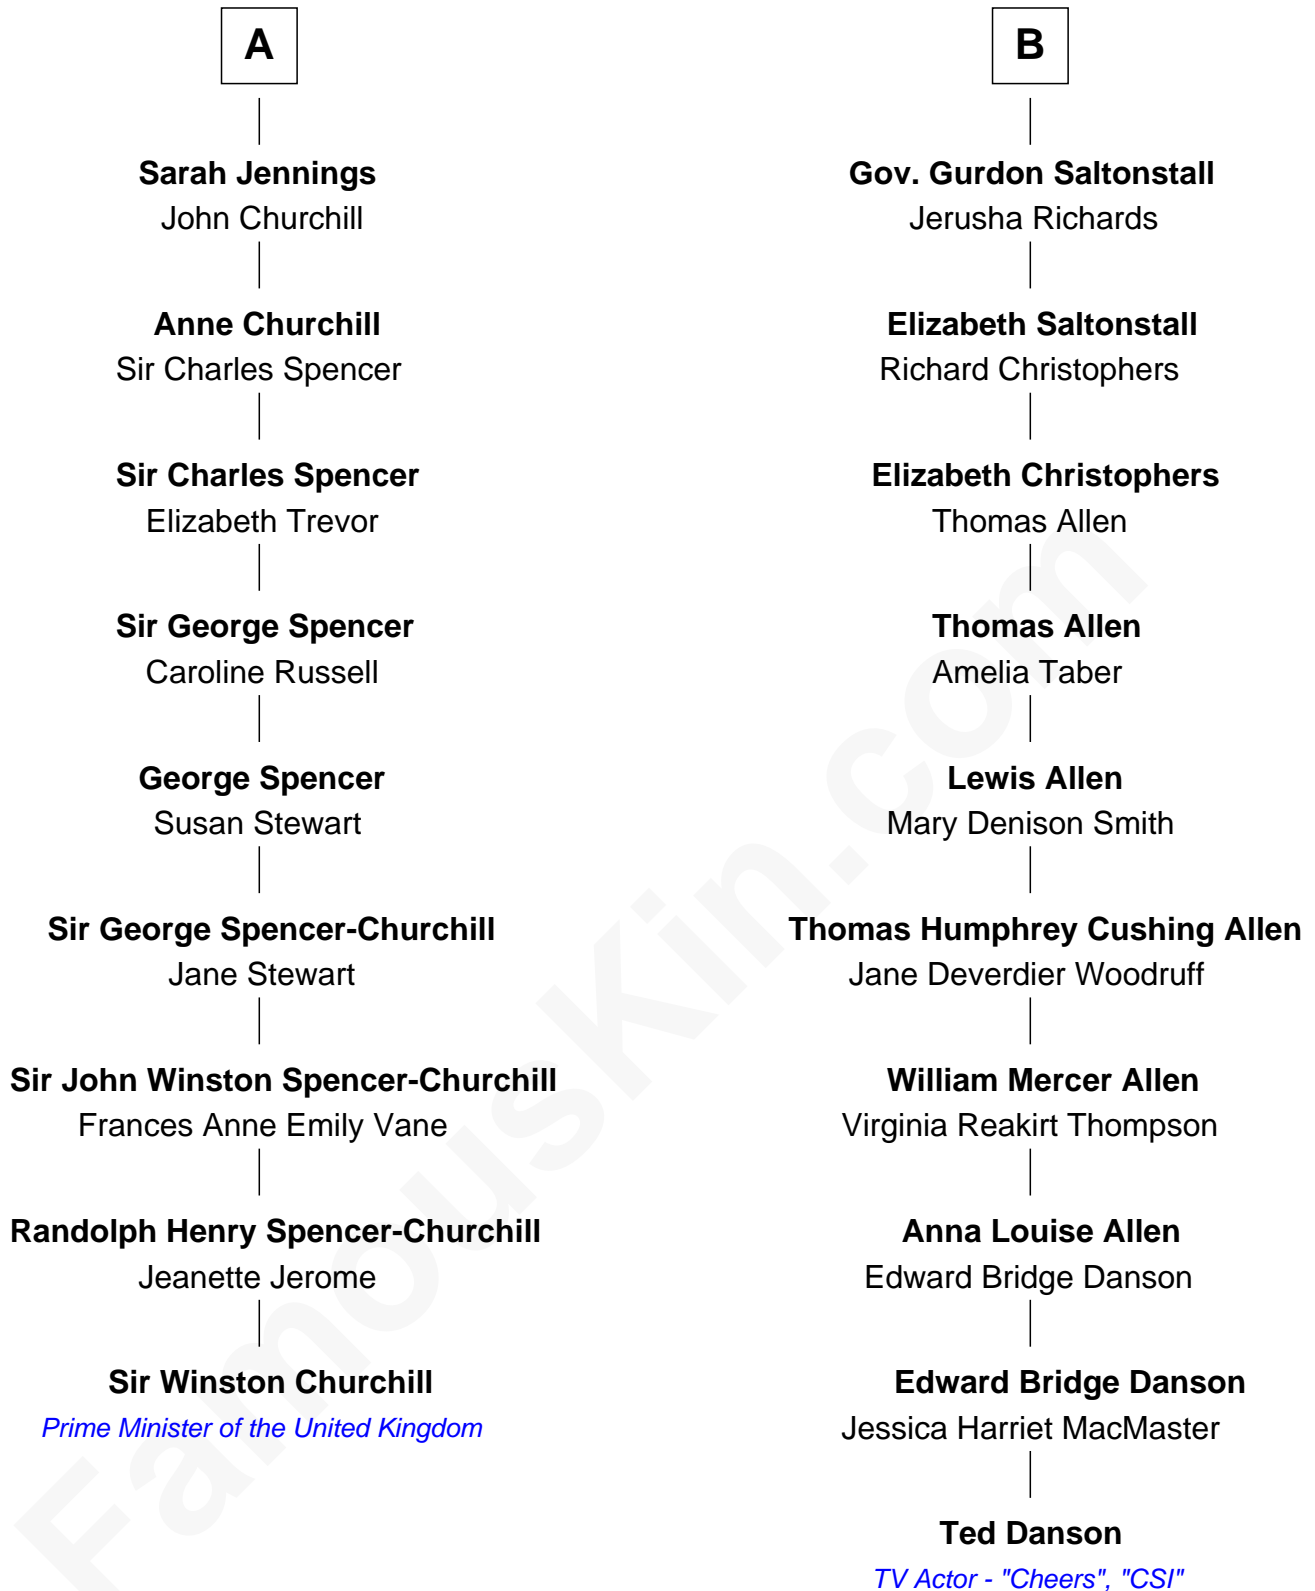 A
Sarah Jennings
John Churchill
Anne Churchill
Sir Charles Spencer
Sir Charles Spencer
Elizabeth Trevor
Sir George Spencer
Caroline Russell
George Spencer
Susan Stewart
Sir George Spencer-Churchill
Jane Stewart
Sir John Winston Spencer-Churchill
Frances Anne Emily Vane
Randolph Henry Spencer-Churchill
Jeanette Jerome
Sir Winston Churchill
Prime Minister of the United Kingdom
B
Gov. Gurdon Saltonstall
Jerusha Richards
Elizabeth Saltonstall
Richard Christophers
Elizabeth Christophers
Thomas Allen
Thomas Allen
Amelia Taber
Lewis Allen
Mary Denison Smith
Thomas Humphrey Cushing Allen
Jane Deverdier Woodruff
William Mercer Allen
Virginia Reakirt Thompson
Anna Louise Allen
Edward Bridge Danson
Edward Bridge Danson
Jessica Harriet MacMaster
Ted Danson
TV Actor - "Cheers", "CSI"
FamousKin.com